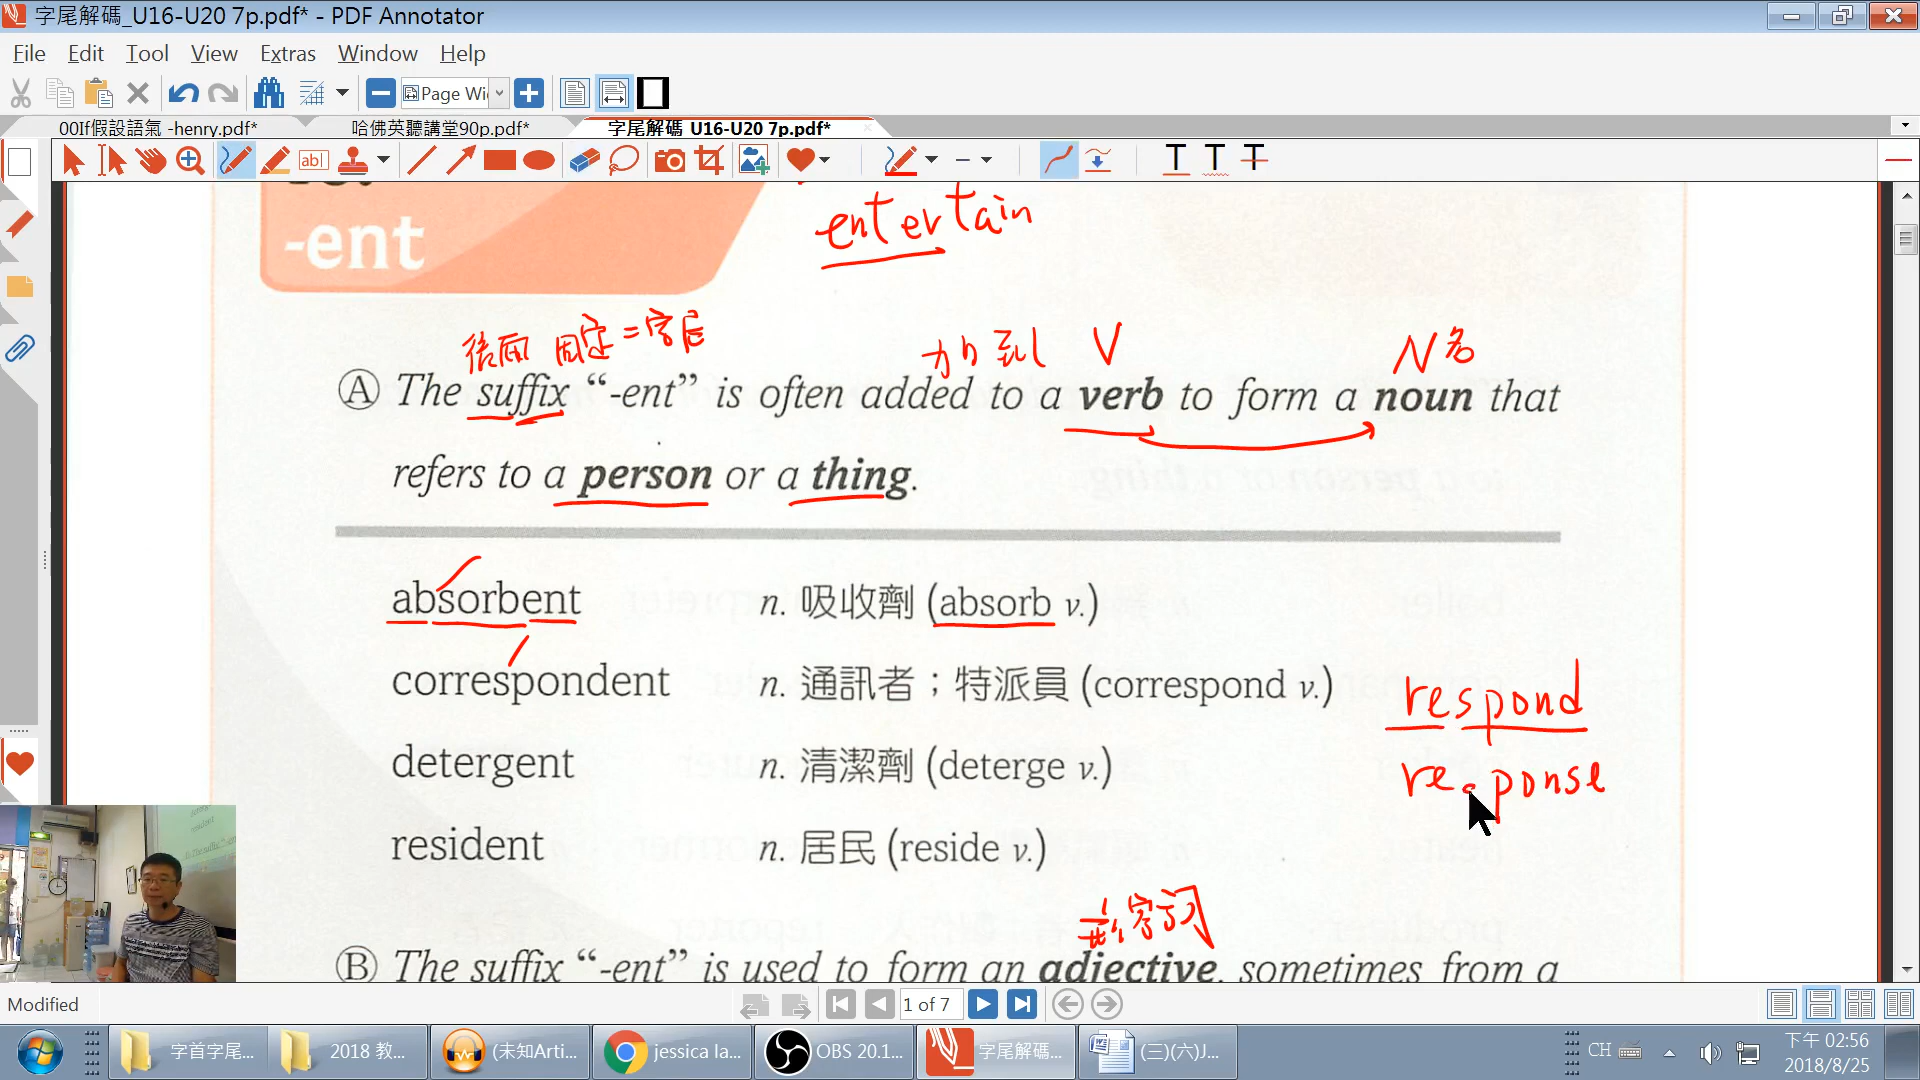 字尾解碼_U16-U20 7p.pdf* - PDF Annotator
File Edit Tool View Extras Window Help
Page Wi
00If假設語氣 -henry.pdf* 哈佛英聽講堂90p.pdf* 字尾解碼_U16-U20 7p.pdf*
-ent
entertain
後面 固定=字尾 加到 V N名
Ⓐ The suffix “-ent” is often added to a verb to form a noun that
refers to a person or a thing.
absorbent n. 吸收劑 (absorb v.)
correspondent n. 通訊者；特派員 (correspond v.)
respond
detergent n. 清潔劑 (deterge v.)
response
resident n. 居民 (reside v.)
Ⓑ The suffix “-ent” is used to form an adjective, sometimes from a
Modified
1 of 7
字首字尾... 2018 教... (未知Arti... jessica la... OBS 20.1... 字尾解碼... (三)(六)J...
CH
下午 02:56
2018/8/25